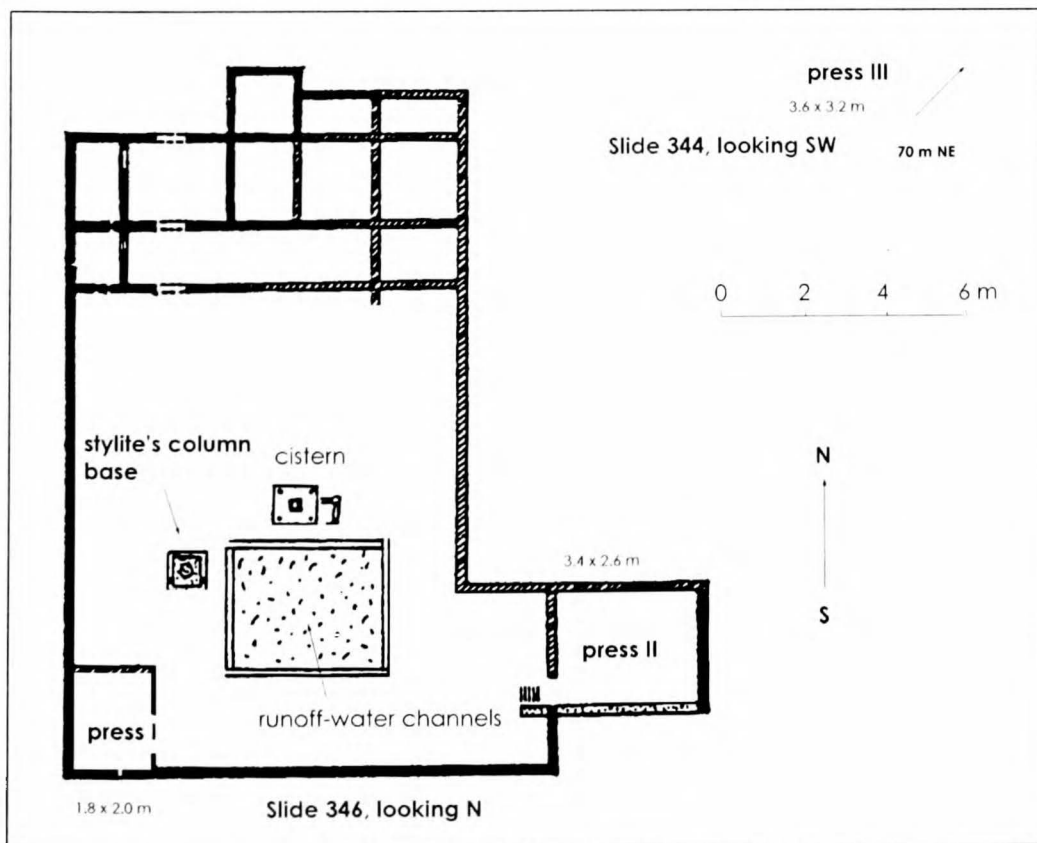 press III
3.6 x 3.2 m
Slide 344, looking SW
70 m NE
0 2 4 6 m
stylite's column
base
cistern
N
3.4 x 2.6 m
S
press II
press I
runoff-water channels
1.8 x 2.0 m
Slide 346, looking N